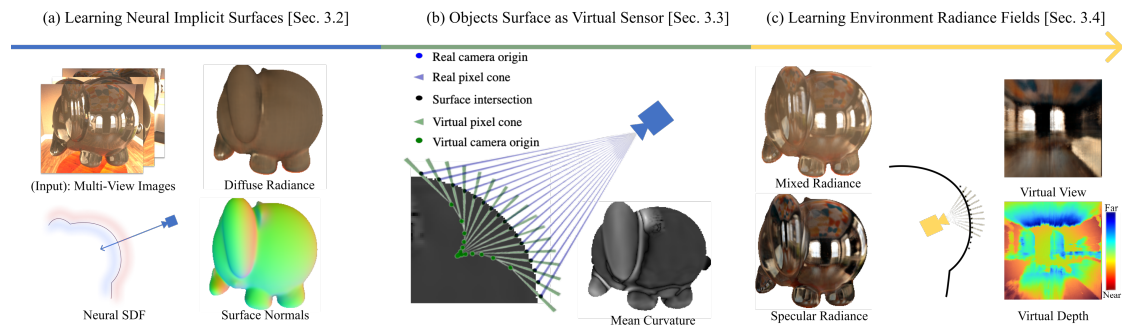 (a) Learning Neural Implicit Surfaces [Sec. 3.2]
(b) Objects Surface as Virtual Sensor [Sec. 3.3]
(c) Learning Environment Radiance Fields [Sec. 3.4]
(Input): Multi-View Images
Diffuse Radiance
Neural SDF
Surface Normals
Real camera origin
Real pixel cone
Surface intersection
Virtual pixel cone
Virtual camera origin
Mean Curvature
Mixed Radiance
Specular Radiance
Virtual View
Far
Near
Virtual Depth